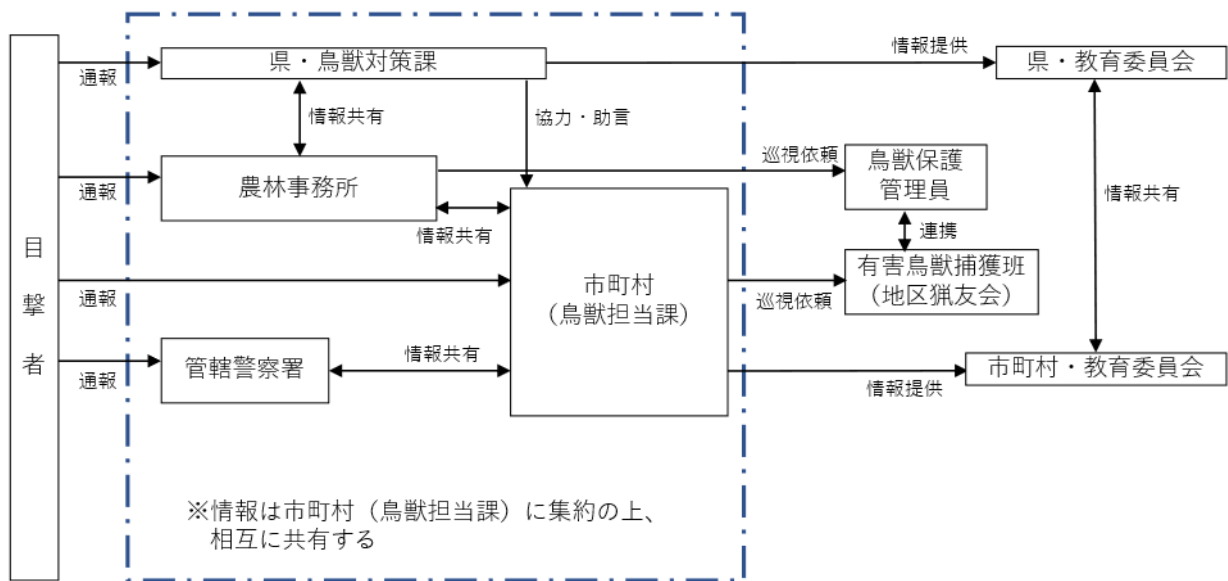 目撃者
通報
県・鳥獣対策課
情報提供
県・教育委員会
情報共有
協力・助言
通報
農林事務所
巡視依頼
鳥獣保護
管理員
情報共有
情報共有
連携
通報
市町村
（鳥獣担当課）
巡視依頼
有害鳥獣捕獲班
（地区猟友会）
通報
管轄警察署
情報共有
情報提供
市町村・教育委員会
※情報は市町村（鳥獣担当課）に集約の上、
相互に共有する